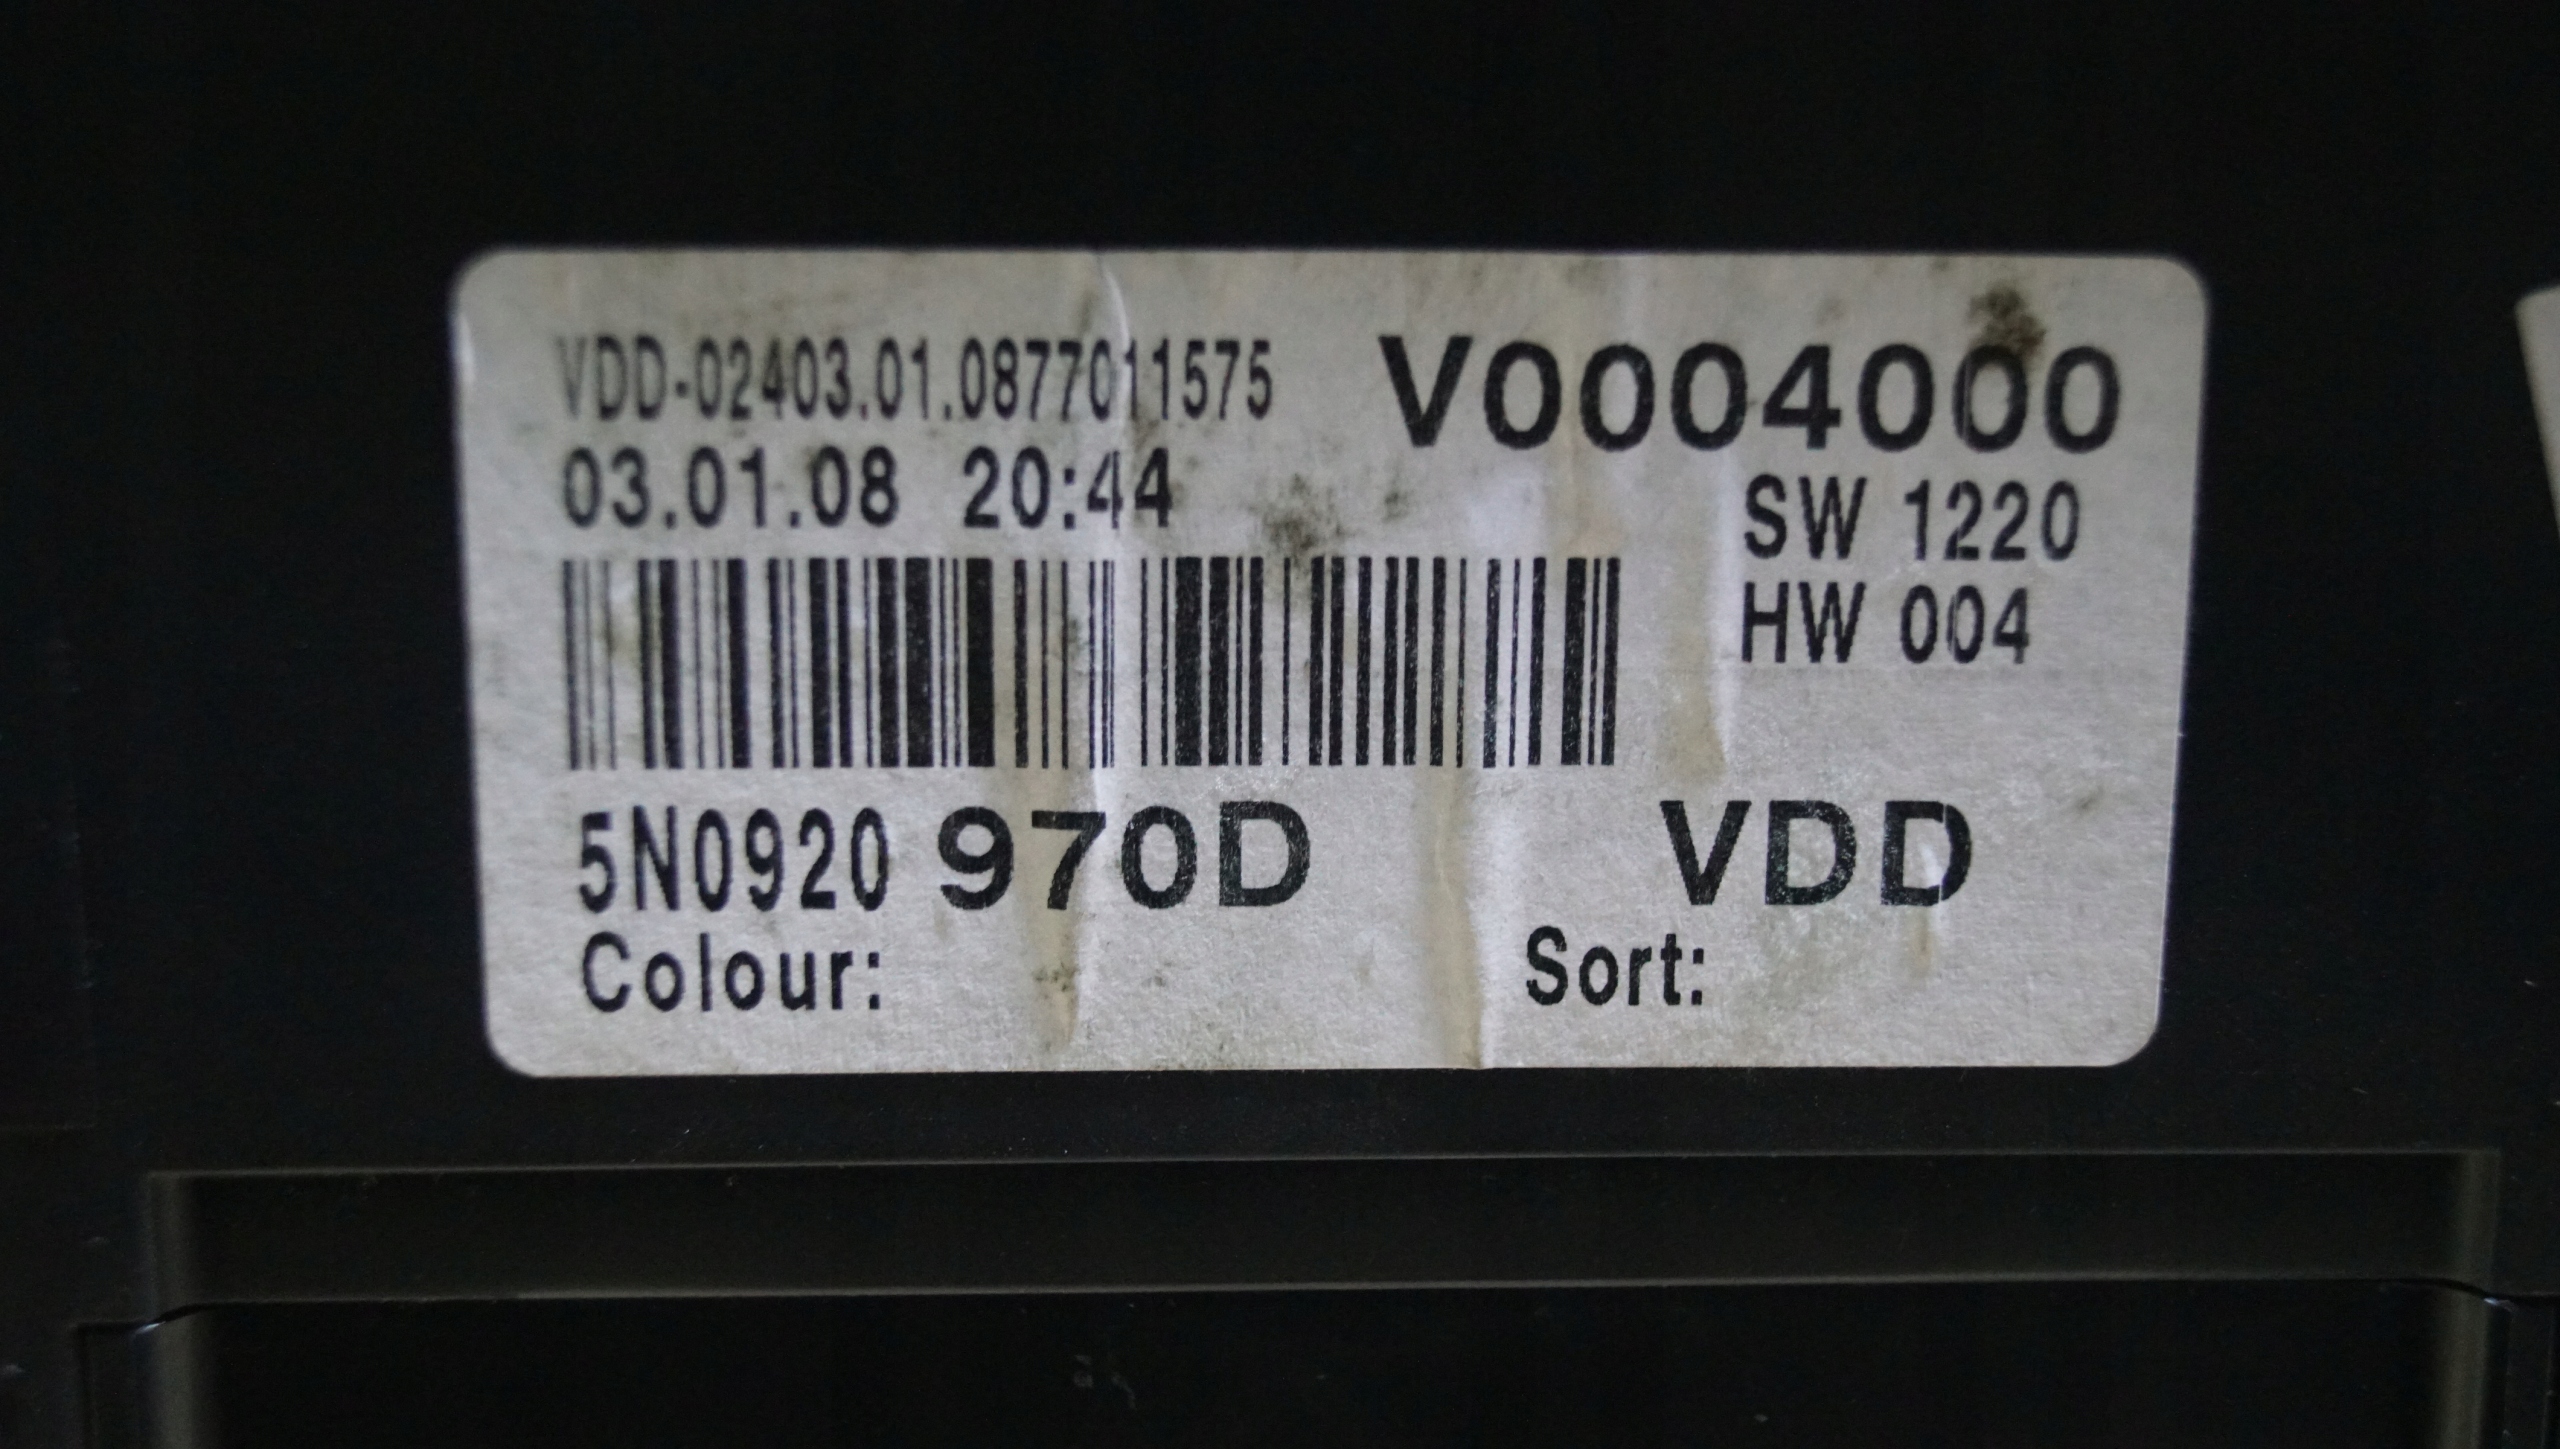 VDD-02403.01.0877011575 V0004000
03.01.08 20:44
SW 1220
HW 004
5N0920 970D VDD
Colour: Sort: